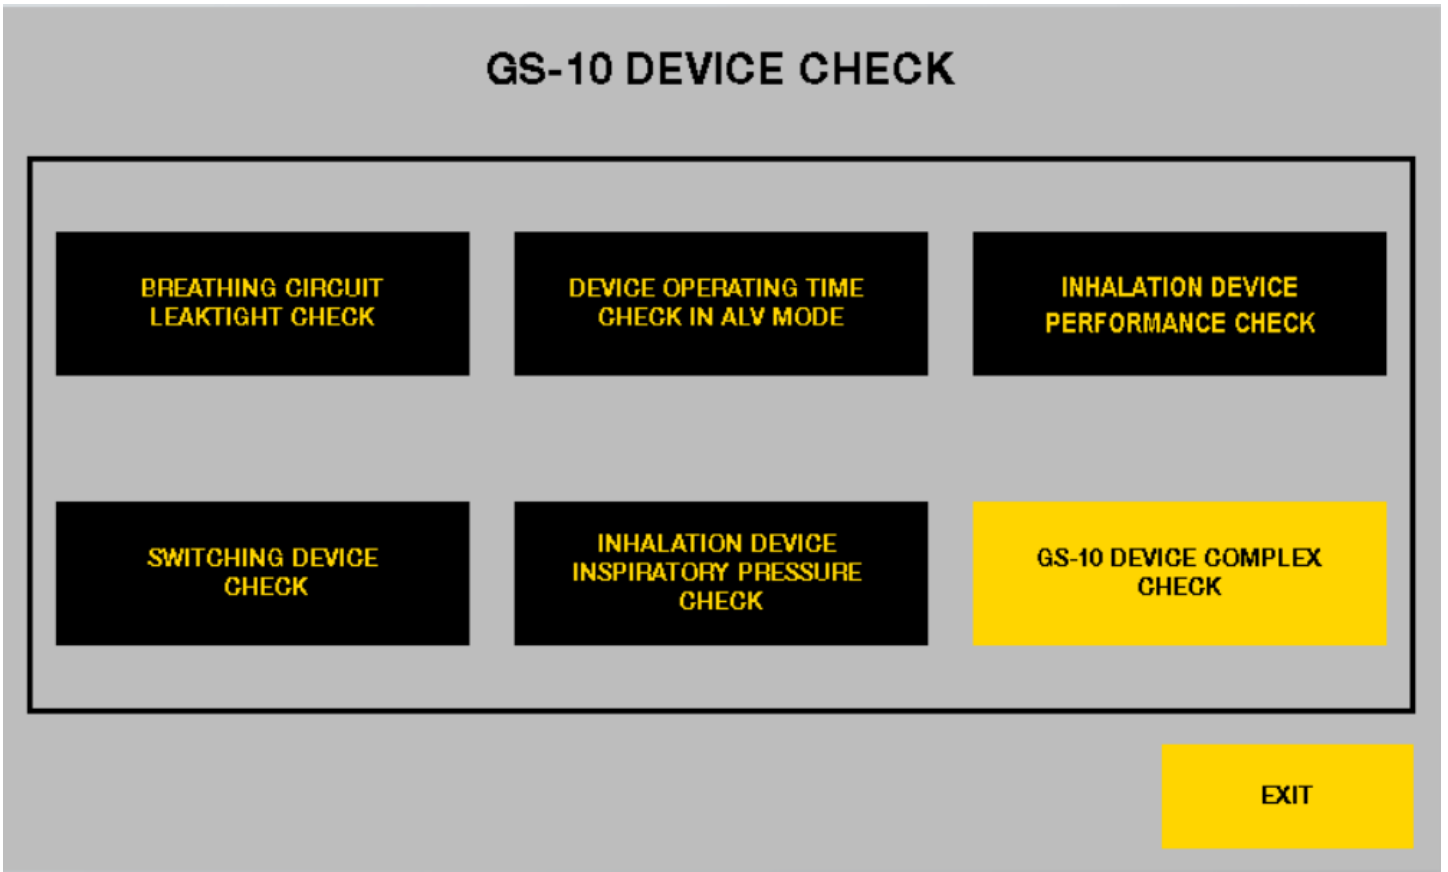 GS-10 DEVICE CHECK
BREATHING CIRCUIT
LEAKTIGHT CHECK
DEVICE OPERATING TIME
CHECK IN ALV MODE
INHALATION DEVICE
PERFORMANCE CHECK
SWITCHING DEVICE
CHECK
INHALATION DEVICE
INSPIRATORY PRESSURE
CHECK
GS-10 DEVICE COMPLEX
CHECK
EXIT